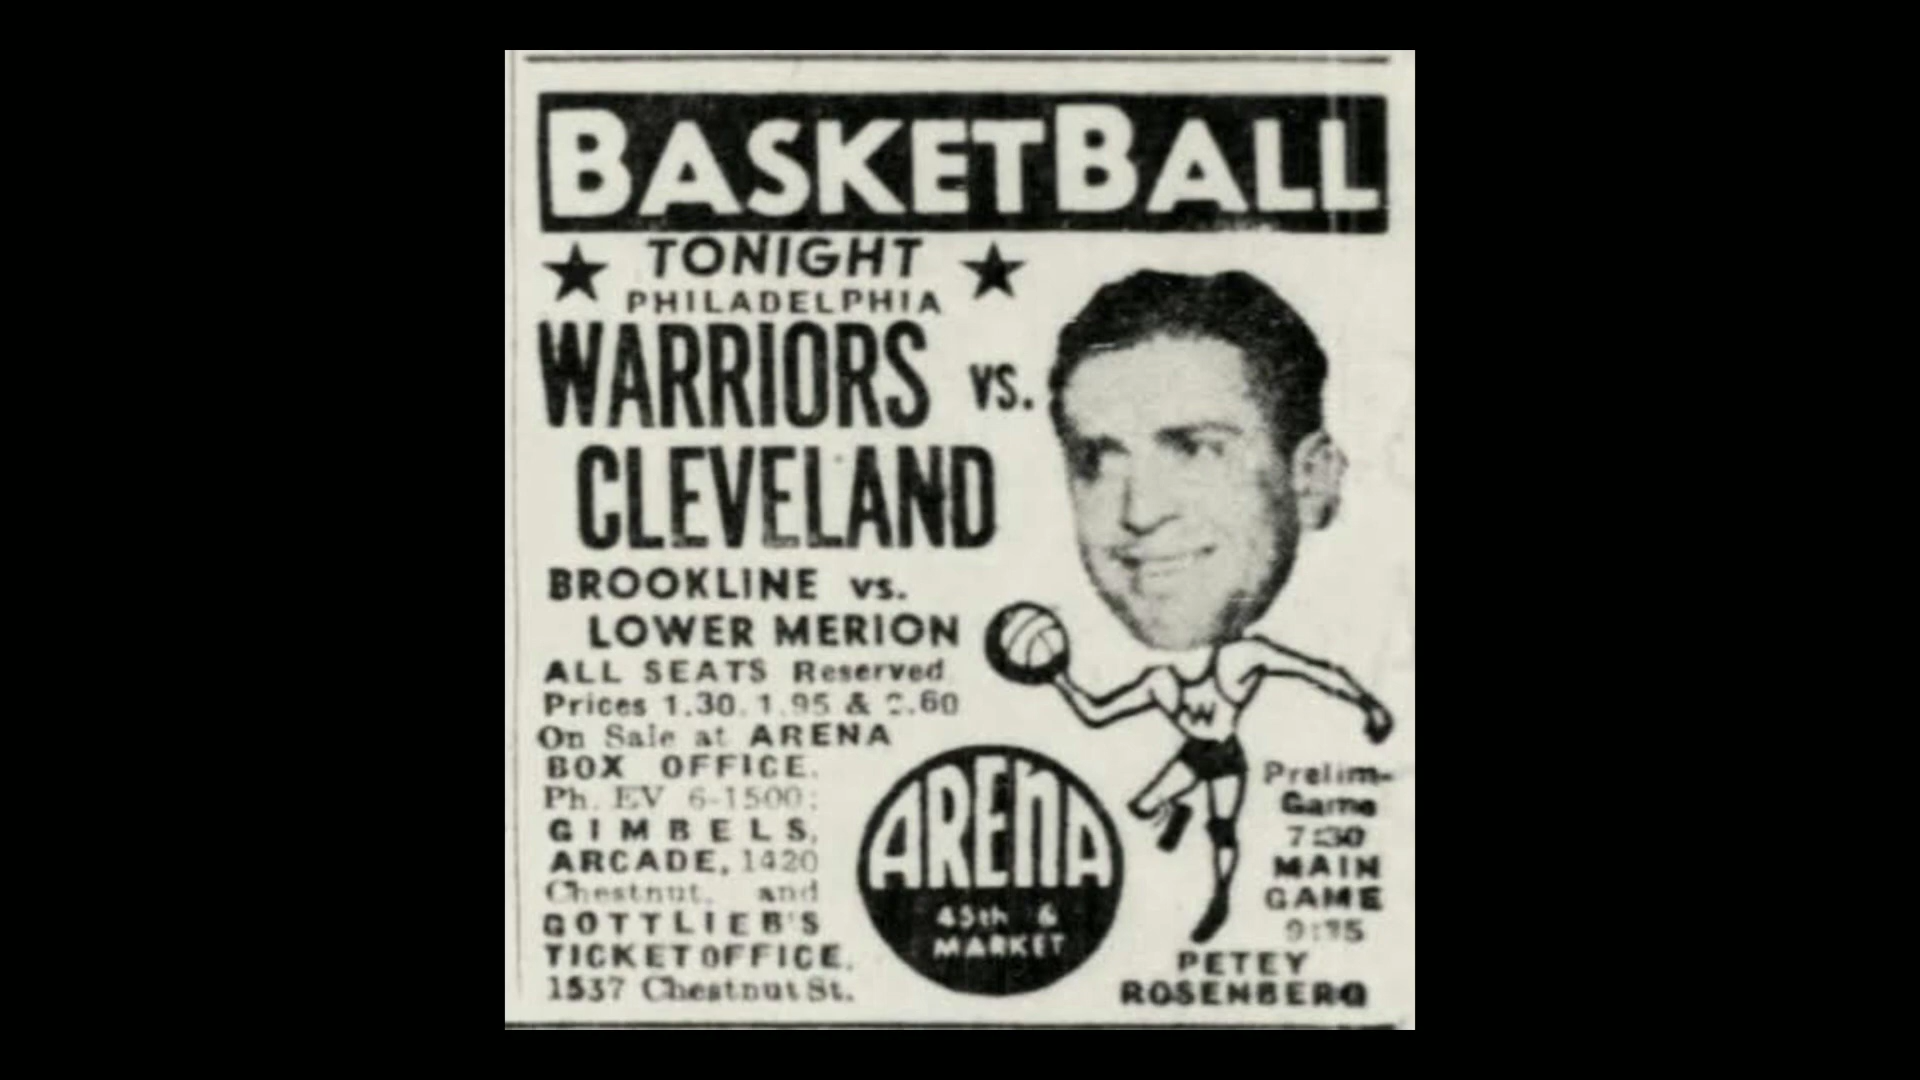 BASKETBALL
TONIGHT
PHILADELPHIA
WARRIORS VS.
CLEVELAND
BROOKLINE vs.
LOWER MERION
ALL SEATS Reserved
Prices 1.30, 1.95 & 2.60
On Sale at ARENA
BOX OFFICE.
Ph. EV 6-1500;
GIMBELS,
ARCADE, 1420
Chestnut, and
GOTTLIEB'S
TICKET OFFICE,
1537 Chestnut St.
ARENA
45th &
MARKET
W
Prelim-
Game
7:30
MAIN
GAME
PETEY
ROSENBERG